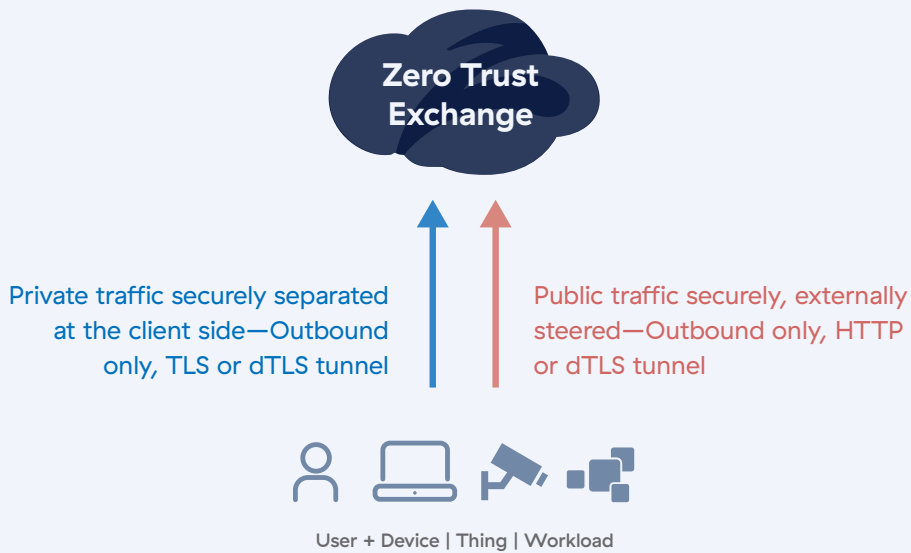 Zero Trust
Exchange
Private traffic securely separated
at the client side—Outbound
only, TLS or dTLS tunnel
Public traffic securely, externally
steered—Outbound only, HTTP
or dTLS tunnel
User + Device | Thing | Workload